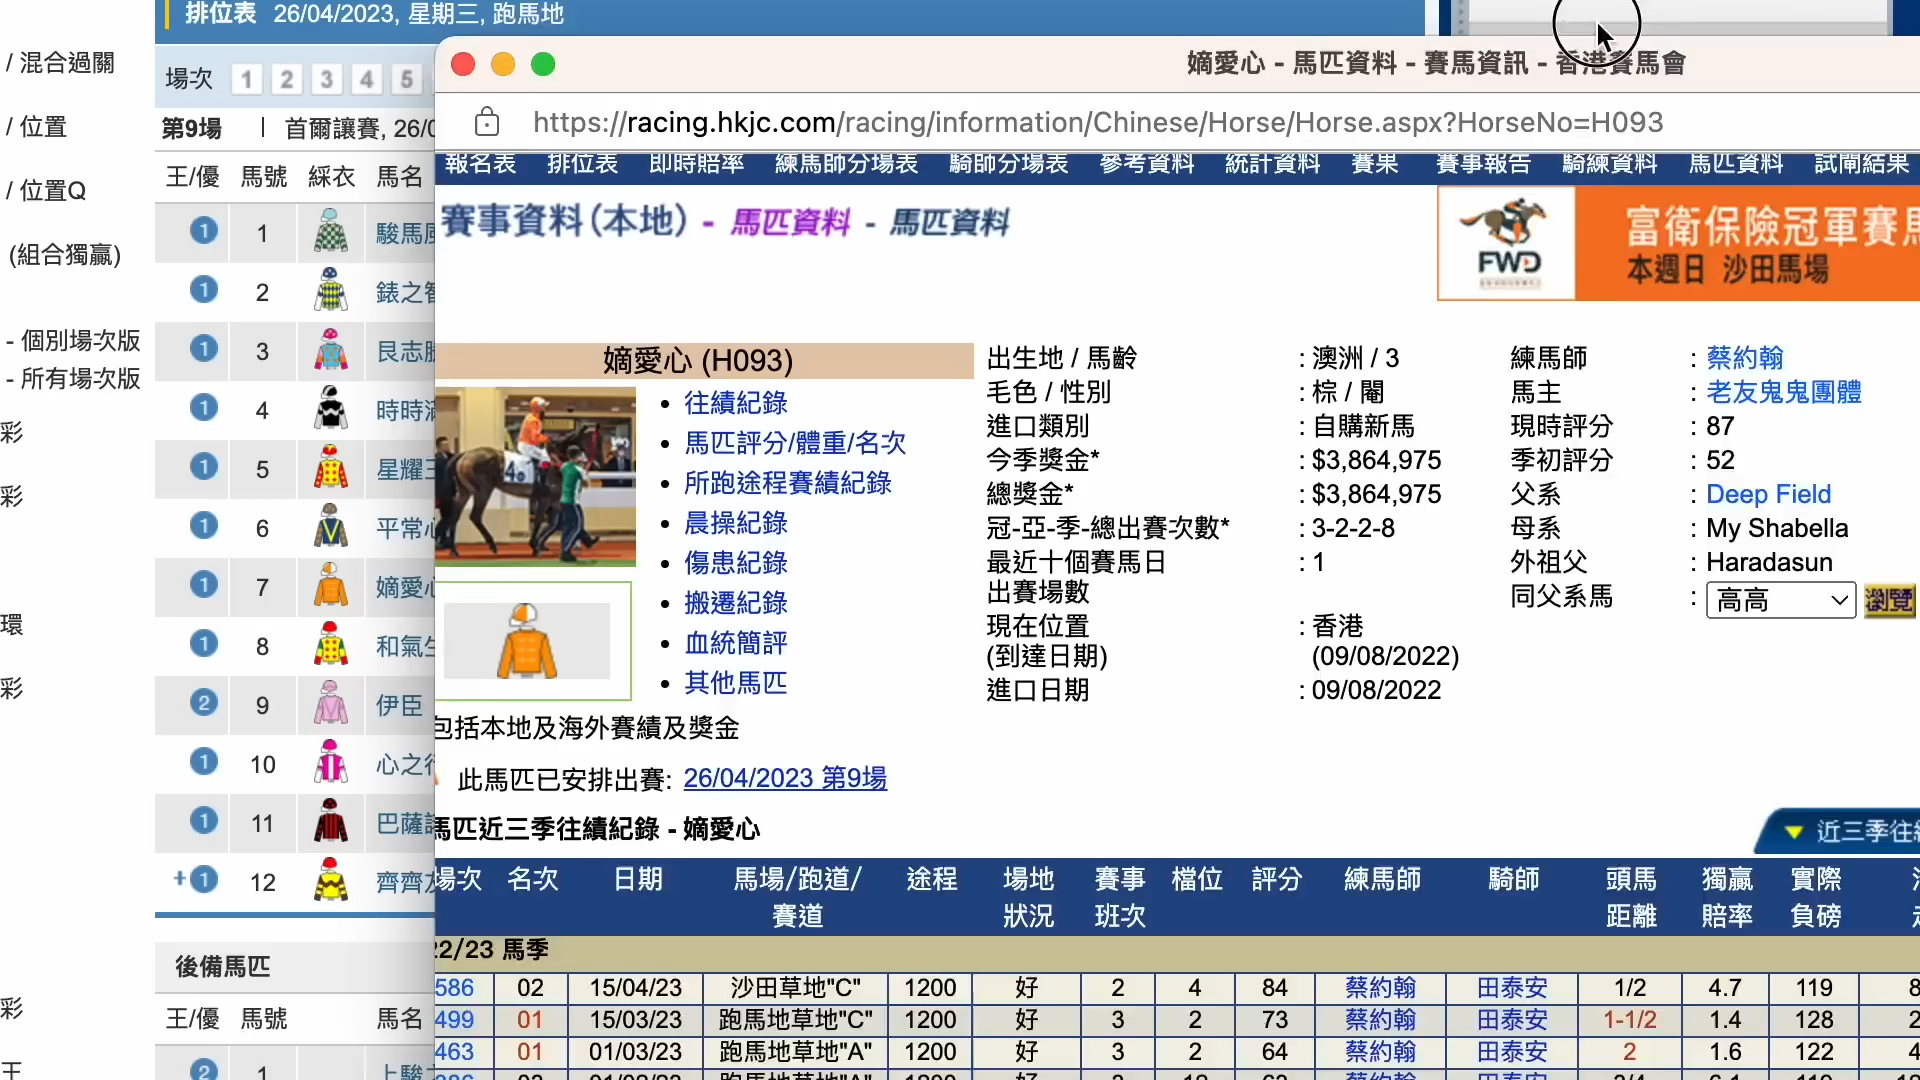 排位表 26/04/2023, 星期三, 跑馬地
/ 混合過關
/ 位置
/ 位置Q
(組合獨贏)
- 個別場次版
- 所有場次版
彩
彩
環
彩
彩
王
場次 1 2 3 4 5
第9場 | 首爾讓賽, 26/0
王/優 馬號 綵衣 馬名
1 1 駿馬
1 2 錶之
1 3 艮志
1 4 時時
1 5 星耀
1 6 平常
1 7 嫡愛心
1 8 和氣
2 9 伊臣
1 10 心之
1 11 巴薩
+ 1 12 齊齊
後備馬匹
王/優 馬號 馬名
2 1 上駿
嫡愛心 - 馬匹資料 - 賽馬資訊 - 香港賽馬會
https://racing.hkjc.com/racing/information/Chinese/Horse/Horse.aspx?HorseNo=H093
報名表 排位表 即時賠率 練馬師分場表 騎師分場表 參考資料 統計資料 賽果 賽事報告 騎練資料 馬匹資料 試閘結果
賽事資料(本地) - 馬匹資料 - 馬匹資料
FWD
富衛保險冠軍賽馬
本週日 沙田馬場
嫡愛心 (H093)
40
往績紀錄
馬匹評分/體重/名次
所跑途程賽績紀錄
晨操紀錄
傷患紀錄
搬遷紀錄
血統簡評
其他馬匹
出生地 / 馬齡 : 澳洲 / 3
毛色 / 性別 : 棕 / 閹
進口類別 : 自購新馬
今季獎金* : $3,864,975
總獎金* : $3,864,975
冠-亞-季-總出賽次數* : 3-2-2-8
最近十個賽馬日 : 1
出賽場數
現在位置 : 香港
(到達日期) (09/08/2022)
進口日期 : 09/08/2022
練馬師 : 蔡約翰
馬主 : 老友鬼鬼團體
現時評分 : 87
季初評分 : 52
父系 : Deep Field
母系 : My Shabella
外祖父 : Haradasun
同父系馬 : 高高 瀏覽
包括本地及海外賽績及獎金
此馬匹已安排出賽: 26/04/2023 第9場
馬匹近三季往績紀錄 - 嫡愛心
近三季往績
場次 名次 日期 馬場/跑道/賽道 途程 場地狀況 賽事班次 檔位 評分 練馬師 騎師 頭馬距離 獨贏賠率 實際負磅
22/23 馬季
586 02 15/04/23 沙田草地"C" 1200 好 2 4 84 蔡約翰 田泰安 1/2 4.7 119 8
499 01 15/03/23 跑馬地草地"C" 1200 好 3 2 73 蔡約翰 田泰安 1-1/2 1.4 128 2
463 01 01/03/23 跑馬地草地"A" 1200 好 3 2 64 蔡約翰 田泰安 2 1.6 122 4